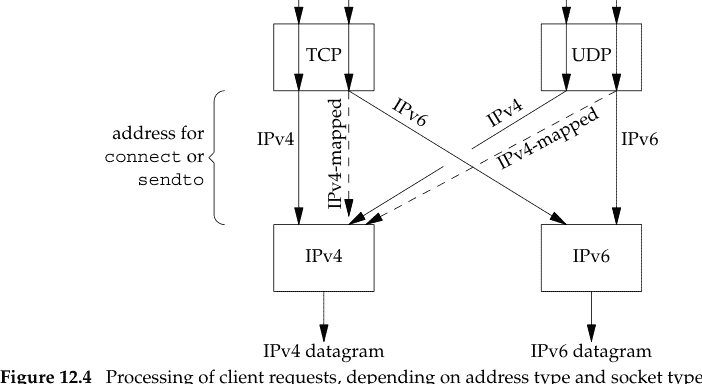 TCP
UDP
IPv4
IPv4-mapped
IPv6
IPv4
IPv4-mapped
IPv6
address for
connect or
sendto
IPv4
IPv6
IPv4 datagram
IPv6 datagram
Figure 12.4 Processing of client requests, depending on address type and socket type